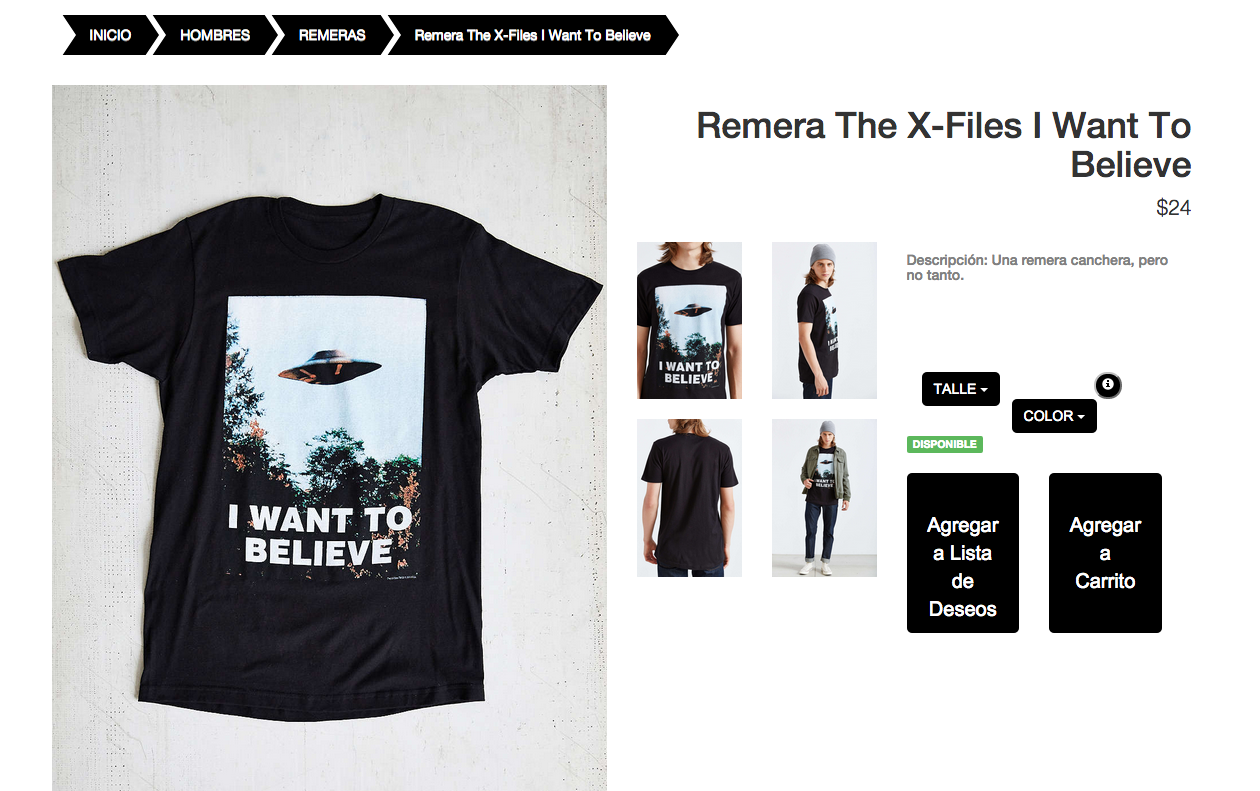 INICIO
HOMBRES
REMERAS
Remera The X-Files I Want To Believe
Remera The X-Files I Want To
Believe
$24
I WANT TO
BELIEVE
I WANT TO
BELIEVE
Descripción: Una remera canchera, pero
no tanto.
TALLE
COLOR
DISPONIBLE
Agregar
a Lista
de
Deseos
Agregar
a
Carrito